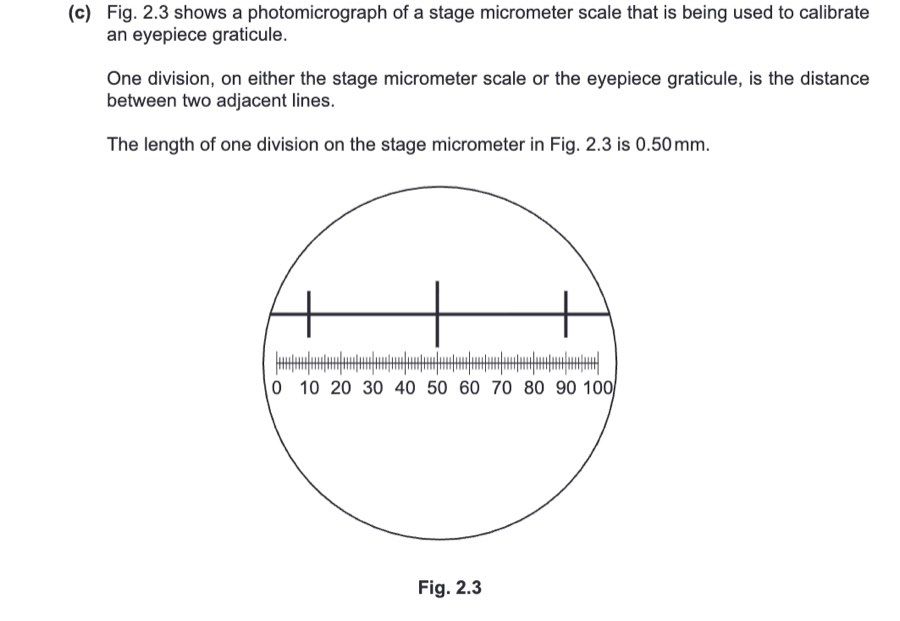 (c) Fig. 2.3 shows a photomicrograph of a stage micrometer scale that is being used to calibrate
an eyepiece graticule.
One division, on either the stage micrometer scale or the eyepiece graticule, is the distance
between two adjacent lines.
The length of one division on the stage micrometer in Fig. 2.3 is 0.50 mm.
0 10 20 30 40 50 60 70 80 90 100
Fig. 2.3